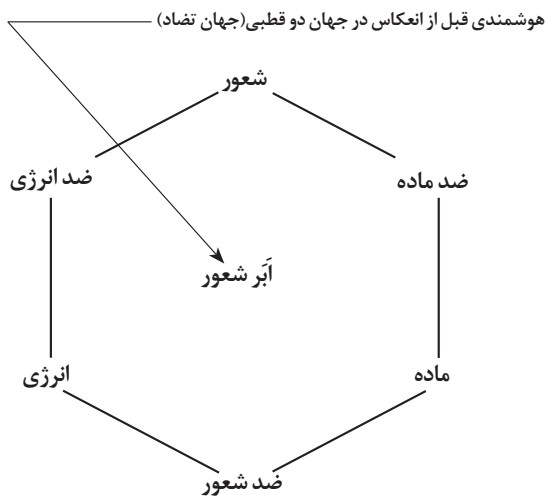 هوشمندی قبل از انعکاس در جهان دو قطبی(جهان تضاد)
شعور
ضد ماده
ضد انرژی
اَبَر شعور
ماده
انرژی
ضد شعور